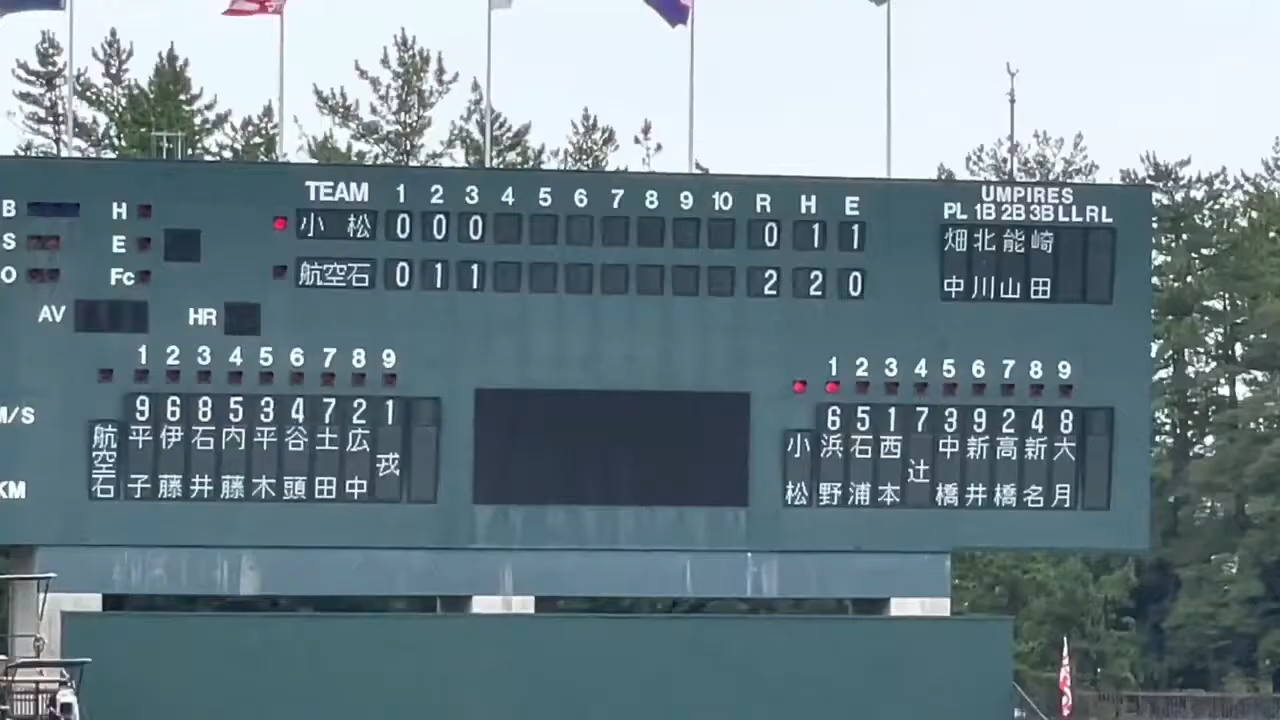 TEAM 1 2 3 4 5 6 7 8 9 10 R H E
小松 0 0 0 0 1 1
航空石 0 1 1 2 2 0
UMPIRES
PL 1B 2B 3B LL RL
畑中 北川 能山 崎田
B H
S E
O Fc
AV HR
M/S
KM
1 2 3 4 5 6 7 8 9
9 6 8 5 3 4 7 2 1
航空石 平子 伊藤 石井 内藤 平木 谷頭 土田 広中 戎
1 2 3 4 5 6 7 8 9
6 5 1 7 3 9 2 4 8
小松 浜野 石浦 西本 辻 中橋 新井 高橋 新名 大月